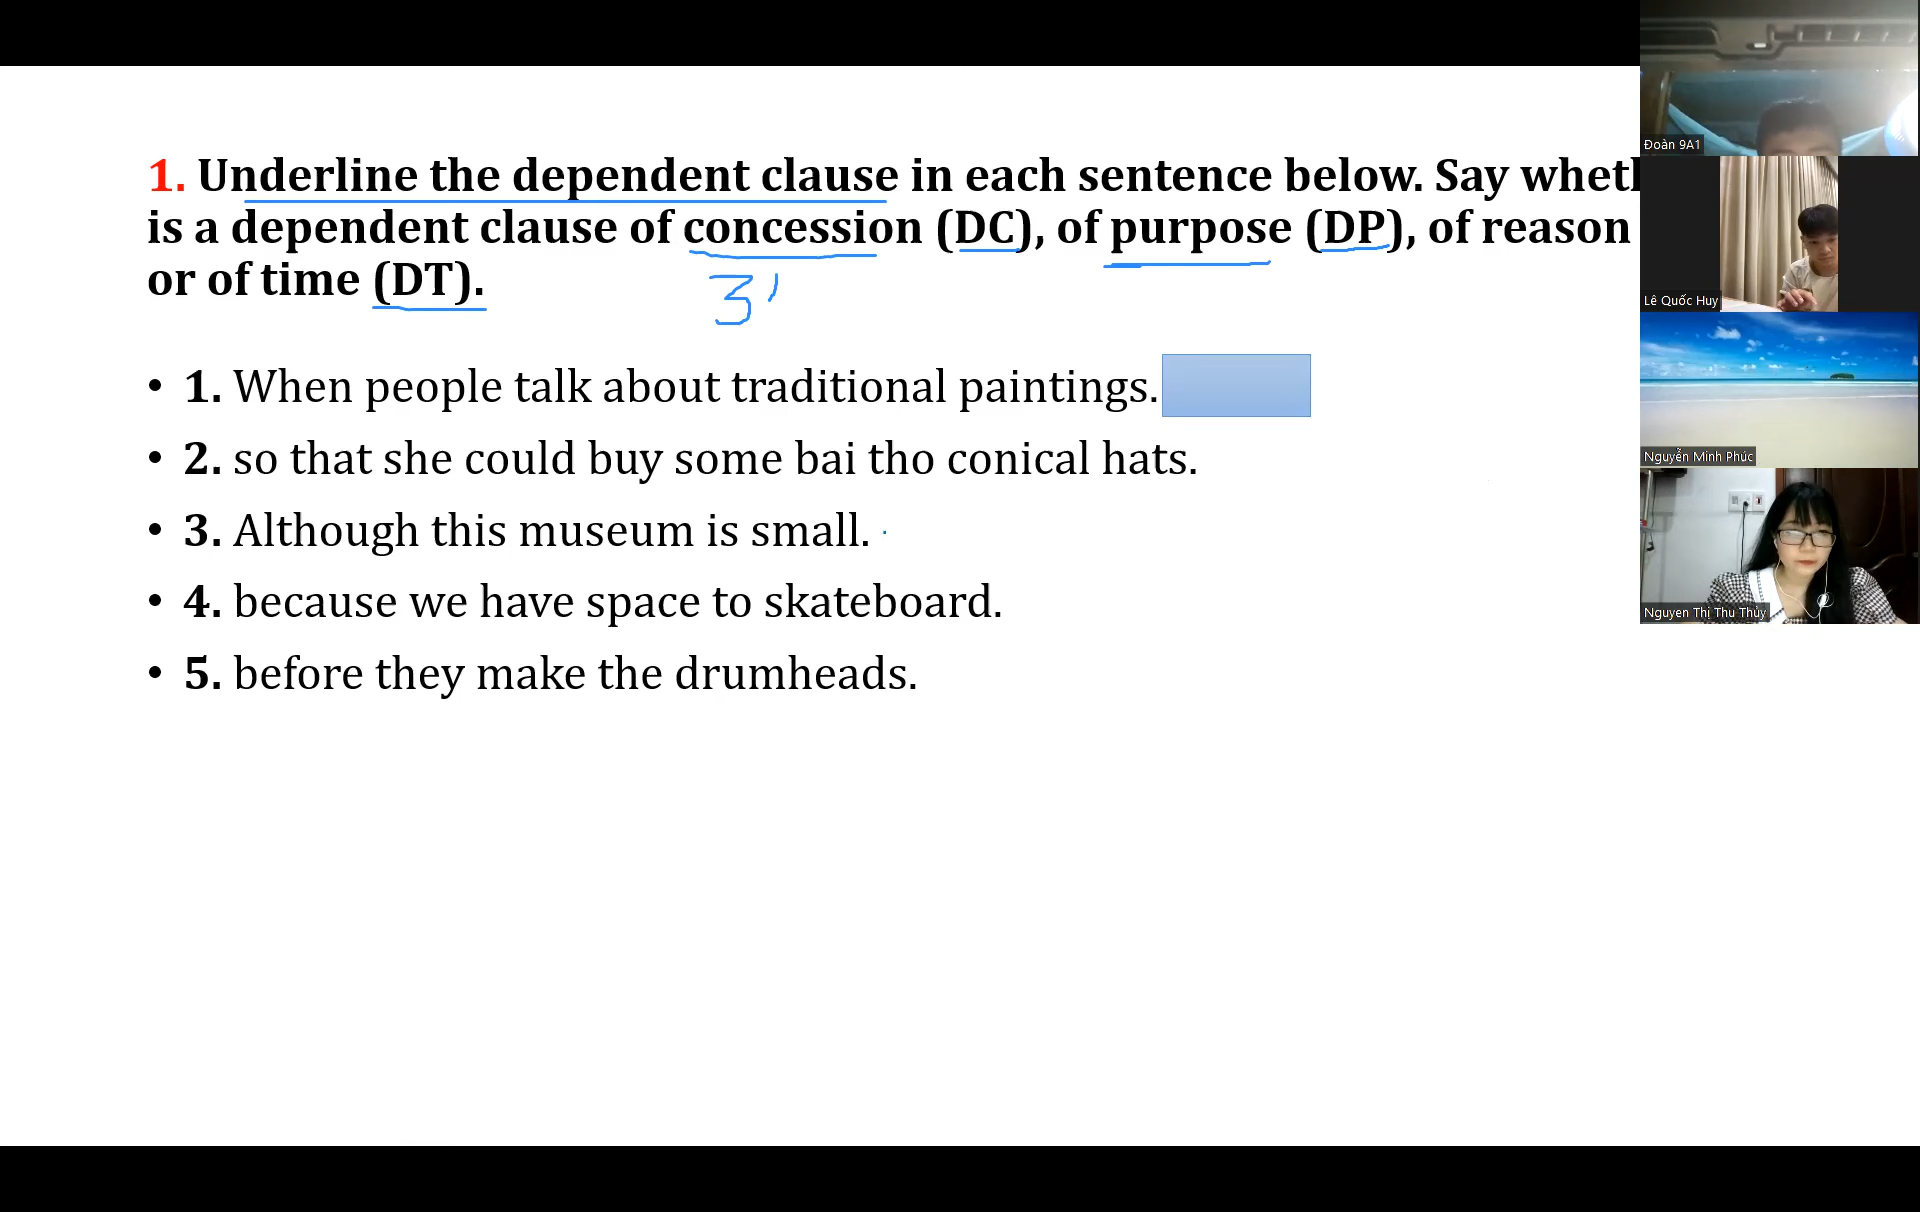 1. Underline the dependent clause in each sentence below. Say wheth
is a dependent clause of concession (DC), of purpose (DP), of reason
or of time (DT).
3'
• 1. When people talk about traditional paintings.
• 2. so that she could buy some bai tho conical hats.
• 3. Although this museum is small.
• 4. because we have space to skateboard.
• 5. before they make the drumheads.
Đoàn 9A1
Lê Quốc Huy
Nguyễn Minh Phúc
Nguyen Thị Thu Thủy